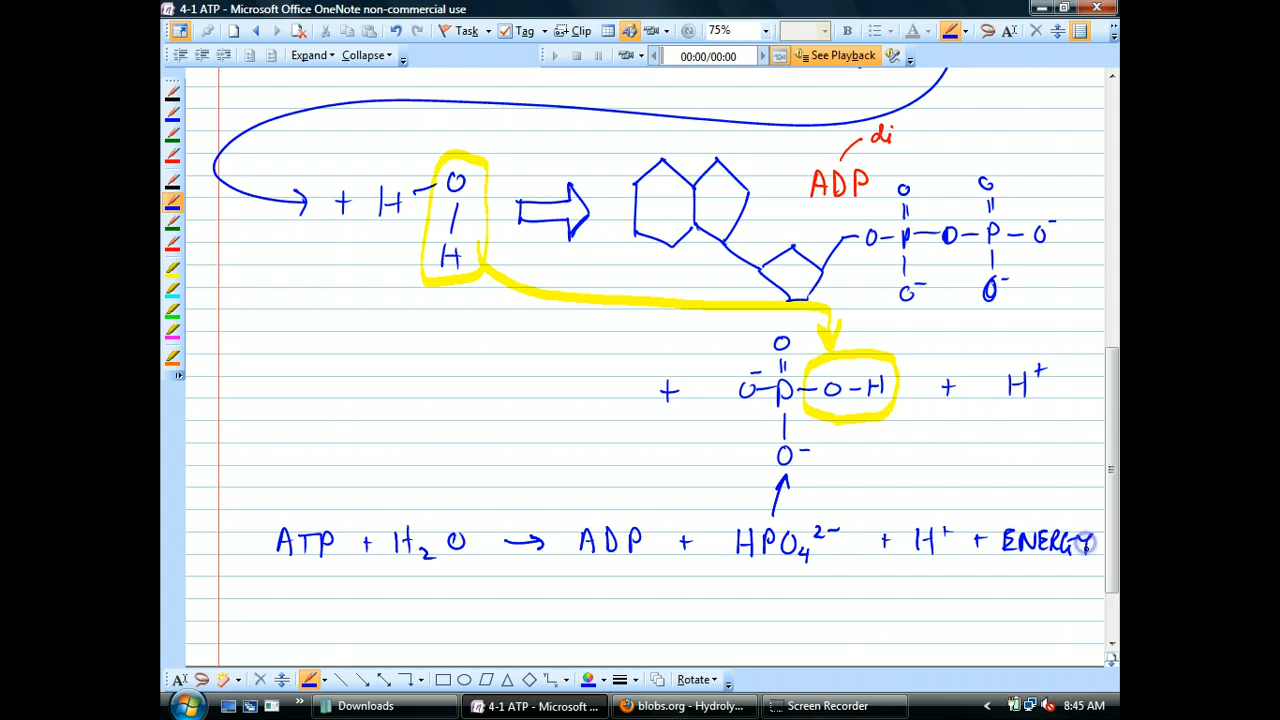 4-1 ATP - Microsoft Office OneNote non-commercial use
Task Tag Clip 75% B
Expand Collapse 00:00/00:00 See Playback
di
ADP
+ H O H
O O
O - P - O - P - O⁻
O⁻ O⁻
O
+ O⁻ - P - O - H + H⁺
O⁻
ATP + H₂O → ADP + HPO₄²⁻ + H⁺ + ENERGY
Rotate
Downloads 4-1 ATP - Microsoft ... blobs.org - Hydroly... Screen Recorder 8:45 AM